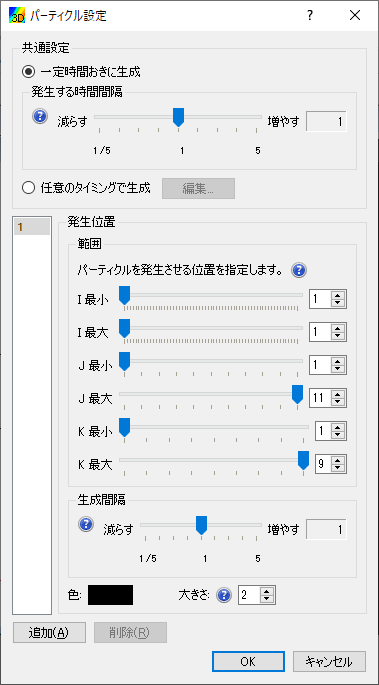 3D パーティクル設定 ? ×
共通設定
一定時間おきに生成
発生する時間間隔
? 減らす 増やす 1
1/5 1 5
任意のタイミングで生成 編集...
1
発生位置
範囲
パーティクルを発生させる位置を指定します。 ?
I 最小 1
I 最大 1
J 最小 1
J 最大 11
K 最小 1
K 最大 9
生成間隔
? 減らす 増やす 1
1/5 1 5
色: 大きさ: ? 2
追加(A) 削除(R)
OK キャンセル